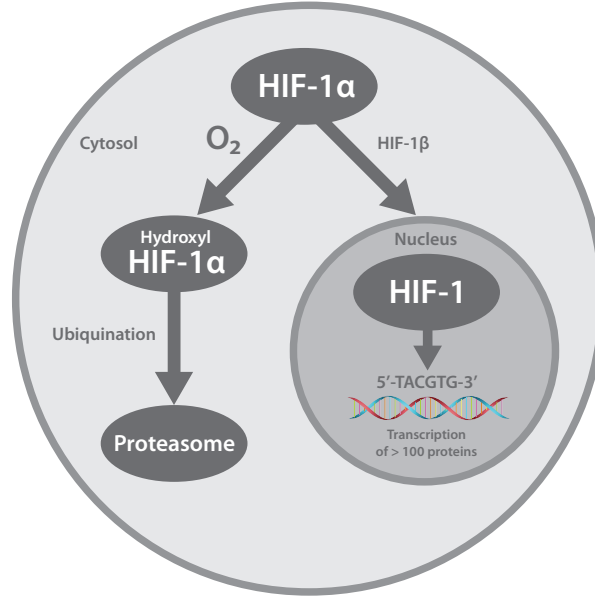 HIF-1α
Cytosol
O₂
HIF-1β
Hydroxyl
HIF-1α
Nucleus
HIF-1
Ubiquination
5′-TACGTG-3′
Transcription
of > 100 proteins
Proteasome